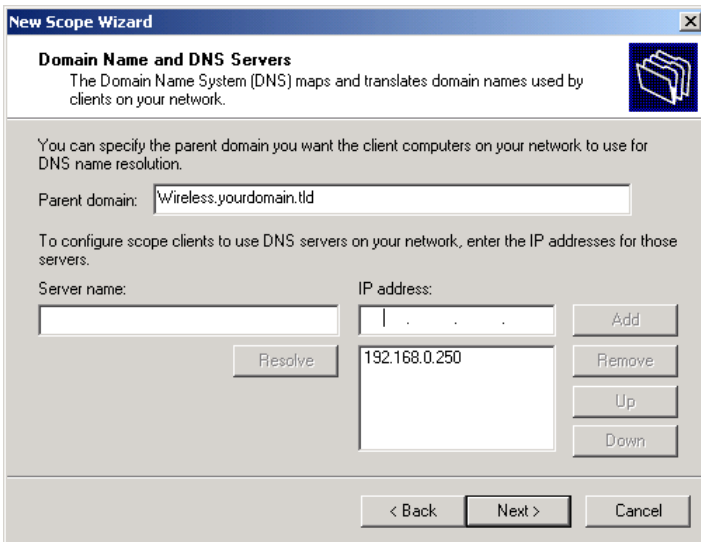 New Scope Wizard
Domain Name and DNS Servers
The Domain Name System (DNS) maps and translates domain names used by
clients on your network.
You can specify the parent domain you want the client computers on your network to use for
DNS name resolution.
Parent domain: Wireless.yourdomain.tld
To configure scope clients to use DNS servers on your network, enter the IP addresses for those
servers.
Server name: IP address:
. . . Add
Resolve 192.168.0.250 Remove
Up
Down
< Back Next > Cancel